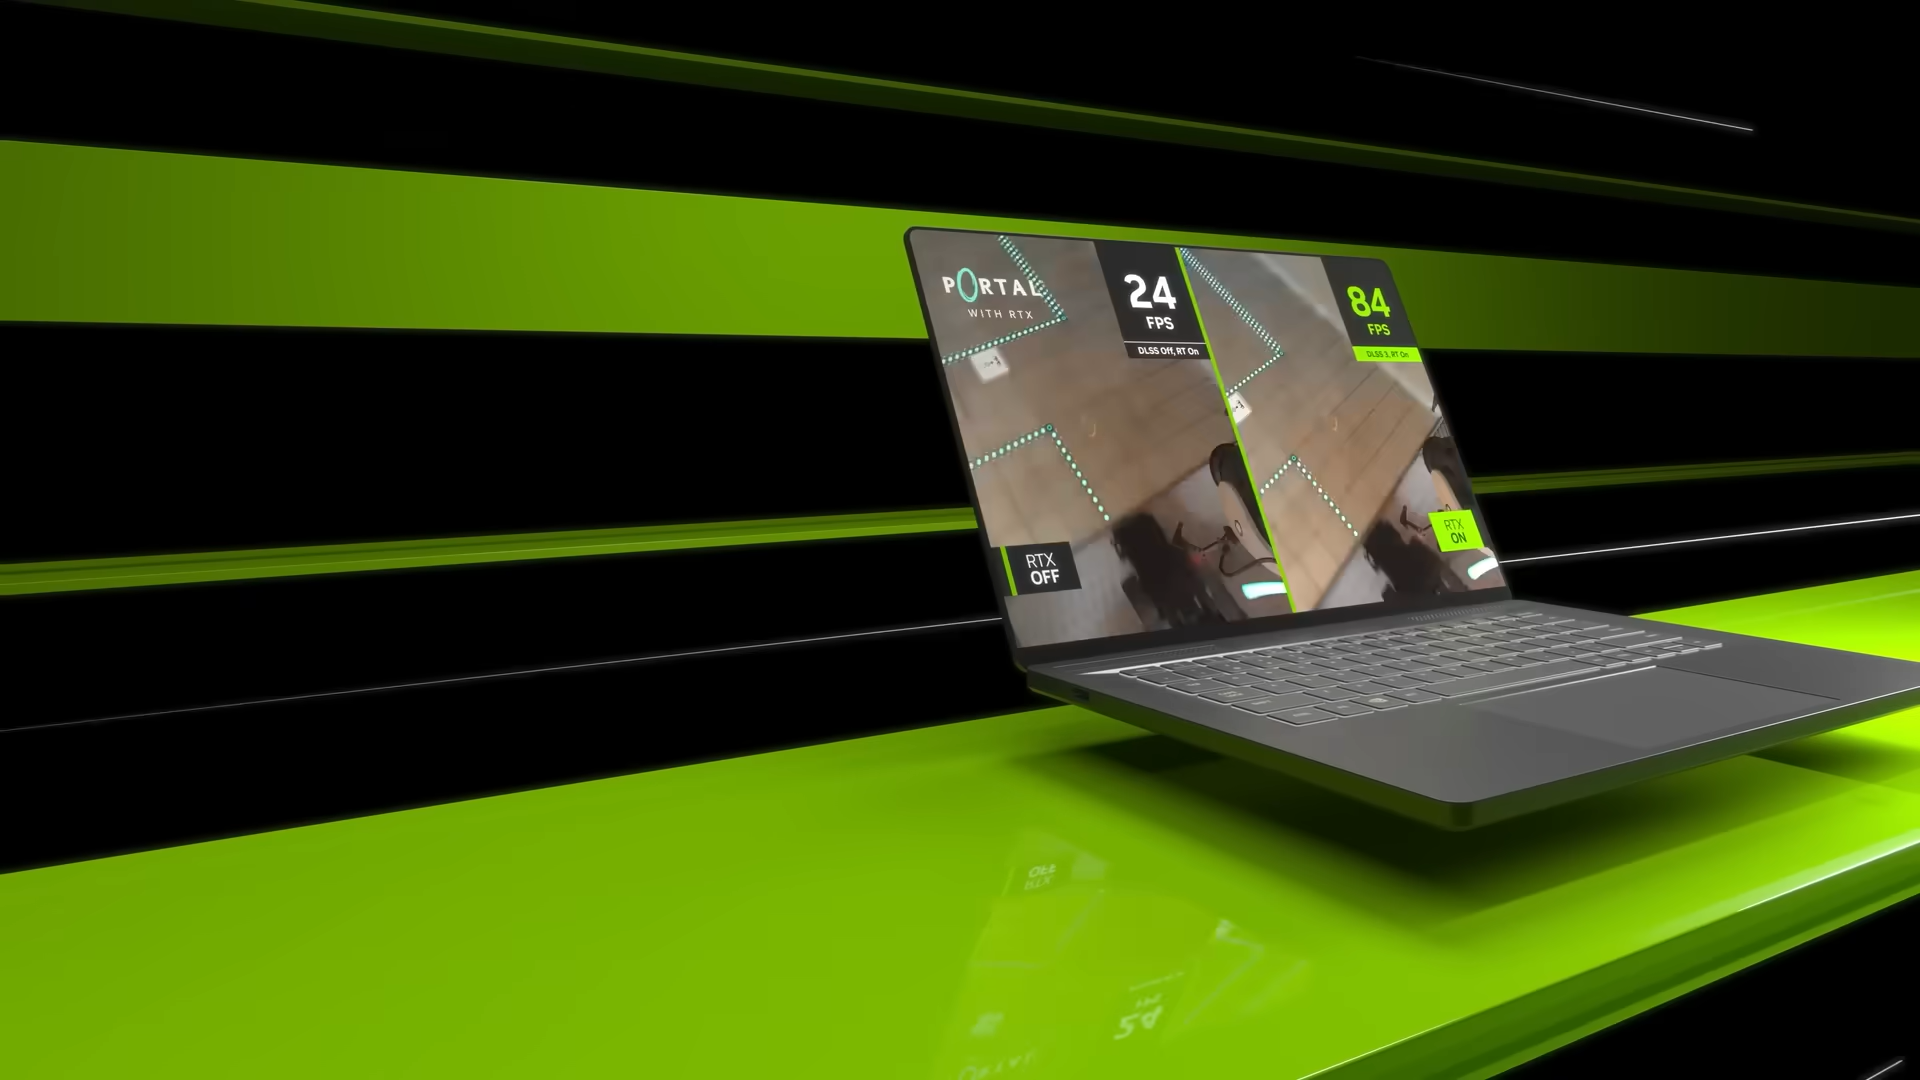 PORTAL
WITH RTX
24
FPS
DLSS Off, RT On
84
FPS
DLSS 3, RT On
RTX
OFF
RTX
ON